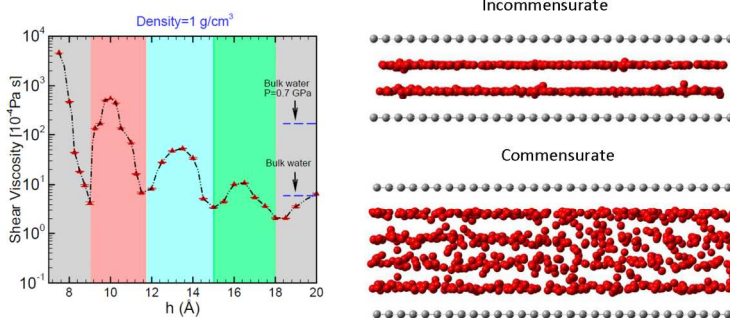 Density=1 g/cm³
Shear Viscosity [10⁻⁴Pa s]
10⁴
10³
10²
10¹
10⁰
10⁻¹
Bulk water
P=0.7 GPa
Bulk water
8 10 12 14 16 18 20
h (Å)
Incommensurate
Commensurate